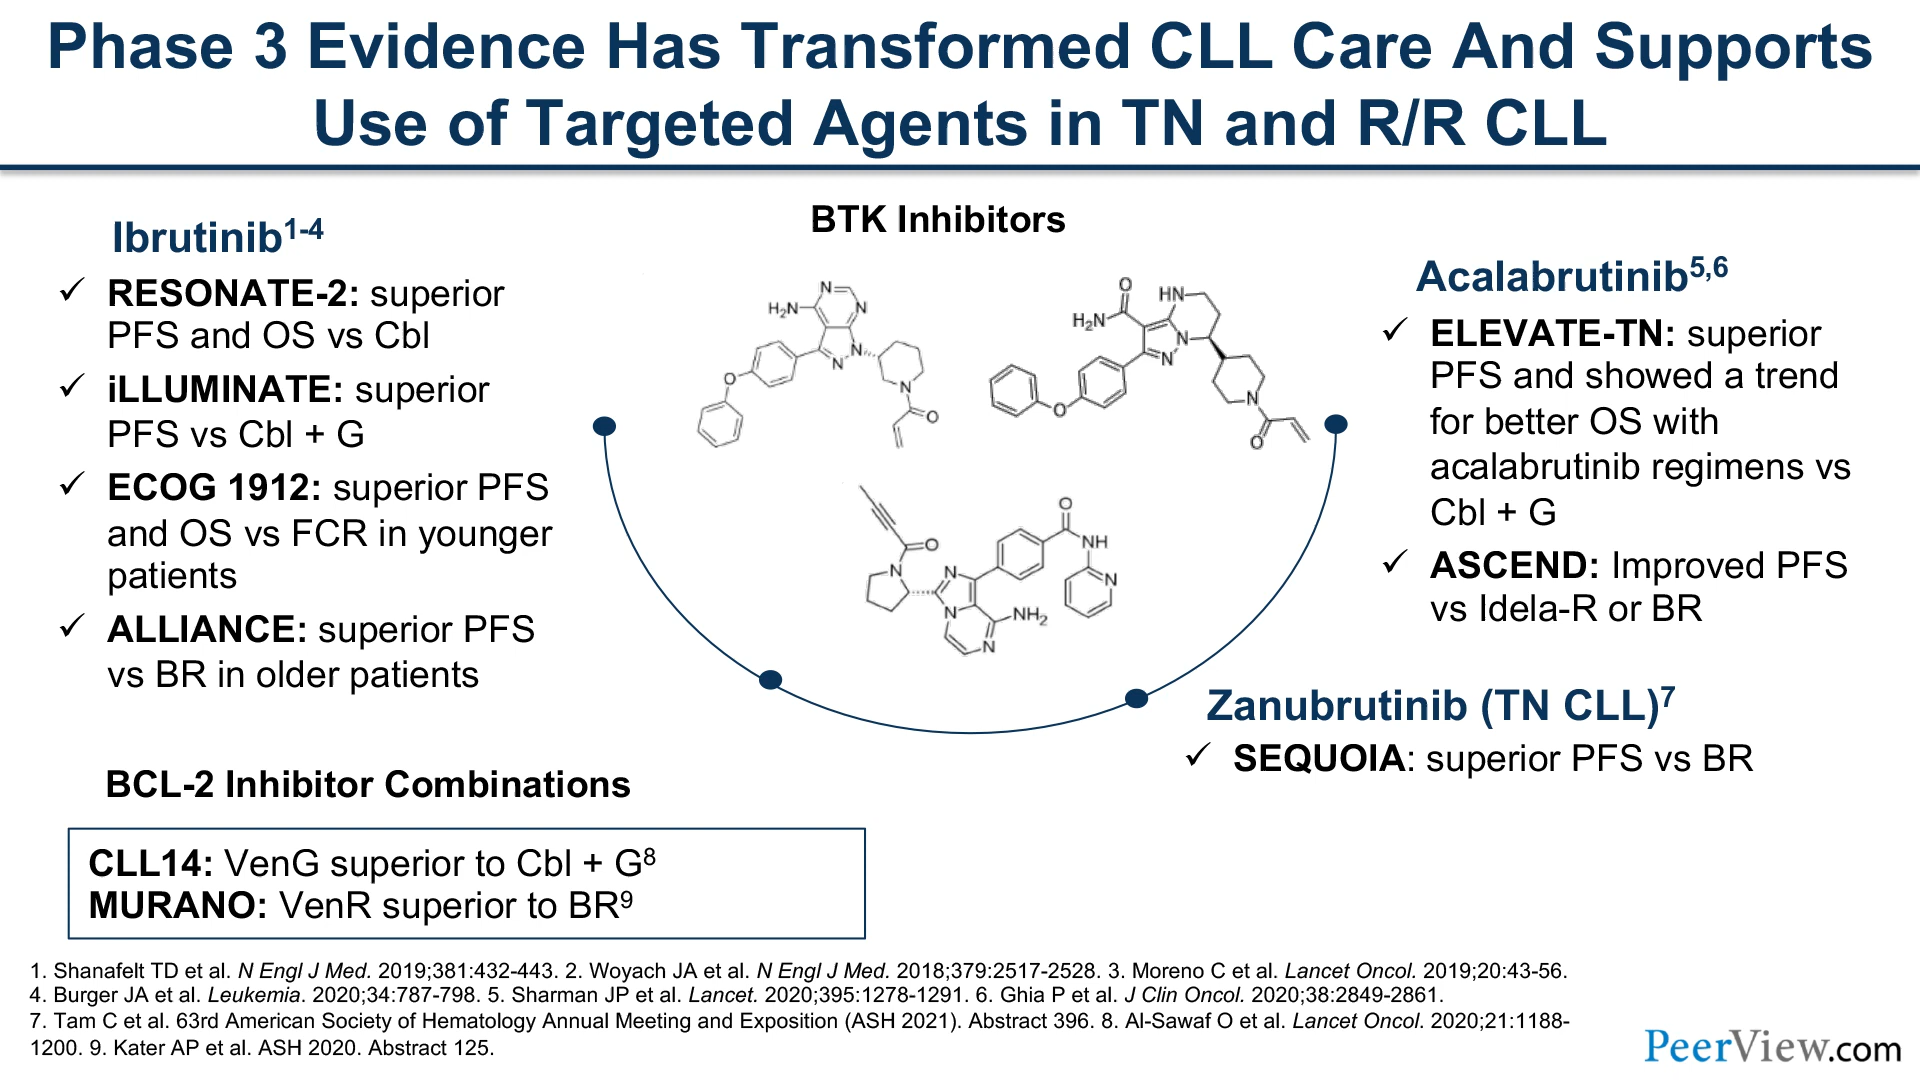 Phase 3 Evidence Has Transformed CLL Care And Supports
Use of Targeted Agents in TN and R/R CLL
Ibrutinib1-4
✓ RESONATE-2: superior
PFS and OS vs Cbl
✓ iLLUMINATE: superior
PFS vs Cbl + G
✓ ECOG 1912: superior PFS
and OS vs FCR in younger
patients
✓ ALLIANCE: superior PFS
vs BR in older patients
BTK Inhibitors
N
N
H₂N
N
N
O
N
O
O
H₂N
HN
N
N
O
N
O
O
O
NH
N
N
N
N
NH₂
N
Acalabrutinib5,6
✓ ELEVATE-TN: superior
PFS and showed a trend
for better OS with
acalabrutinib regimens vs
Cbl + G
✓ ASCEND: Improved PFS
vs Idela-R or BR
Zanubrutinib (TN CLL)7
✓ SEQUOIA: superior PFS vs BR
BCL-2 Inhibitor Combinations
CLL14: VenG superior to Cbl + G8
MURANO: VenR superior to BR9
1. Shanafelt TD et al. N Engl J Med. 2019;381:432-443. 2. Woyach JA et al. N Engl J Med. 2018;379:2517-2528. 3. Moreno C et al. Lancet Oncol. 2019;20:43-56.
4. Burger JA et al. Leukemia. 2020;34:787-798. 5. Sharman JP et al. Lancet. 2020;395:1278-1291. 6. Ghia P et al. J Clin Oncol. 2020;38:2849-2861.
7. Tam C et al. 63rd American Society of Hematology Annual Meeting and Exposition (ASH 2021). Abstract 396. 8. Al-Sawaf O et al. Lancet Oncol. 2020;21:1188-
1200. 9. Kater AP et al. ASH 2020. Abstract 125.
PeerView.com